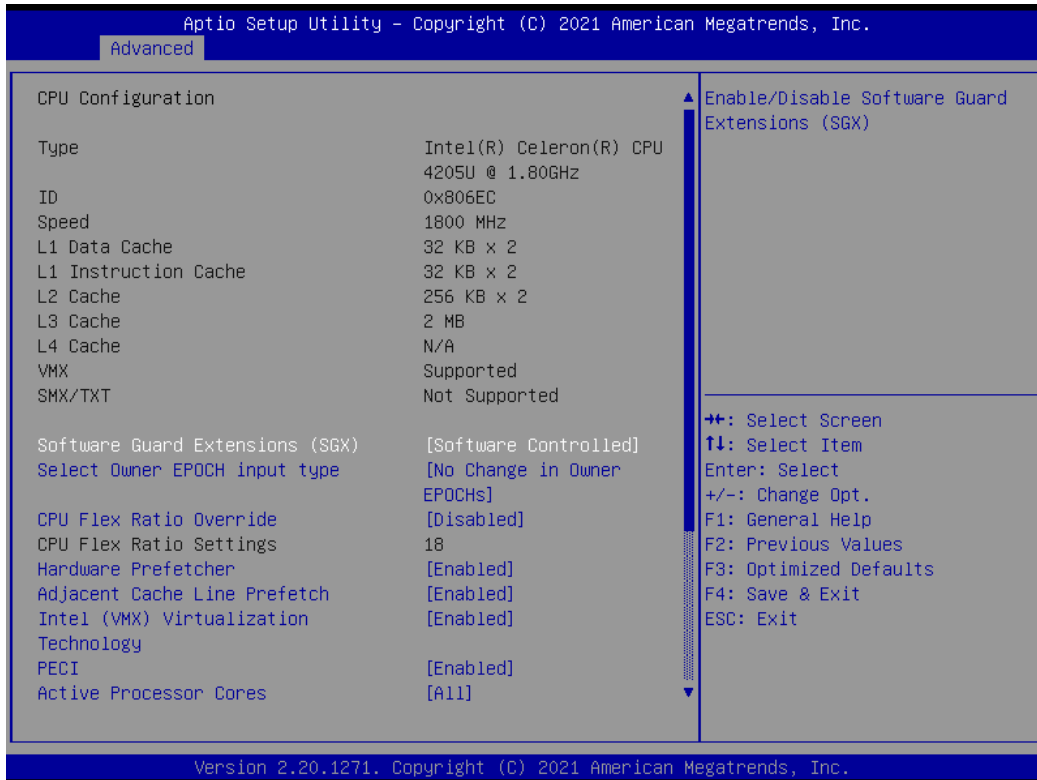 Aptio Setup Utility – Copyright (C) 2021 American Megatrends, Inc.
Advanced
CPU Configuration
Type Intel(R) Celeron(R) CPU
4205U @ 1.80GHz
ID 0x806EC
Speed 1800 MHz
L1 Data Cache 32 KB x 2
L1 Instruction Cache 32 KB x 2
L2 Cache 256 KB x 2
L3 Cache 2 MB
L4 Cache N/A
VMX Supported
SMX/TXT Not Supported
Software Guard Extensions (SGX) [Software Controlled]
Select Owner EPOCH input type [No Change in Owner
EPOCHs]
CPU Flex Ratio Override [Disabled]
CPU Flex Ratio Settings 18
Hardware Prefetcher [Enabled]
Adjacent Cache Line Prefetch [Enabled]
Intel (VMX) Virtualization [Enabled]
Technology
PECI [Enabled]
Active Processor Cores [All]
Enable/Disable Software Guard
Extensions (SGX)
→←: Select Screen
↑↓: Select Item
Enter: Select
+/-: Change Opt.
F1: General Help
F2: Previous Values
F3: Optimized Defaults
F4: Save & Exit
ESC: Exit
Version 2.20.1271. Copyright (C) 2021 American Megatrends, Inc.